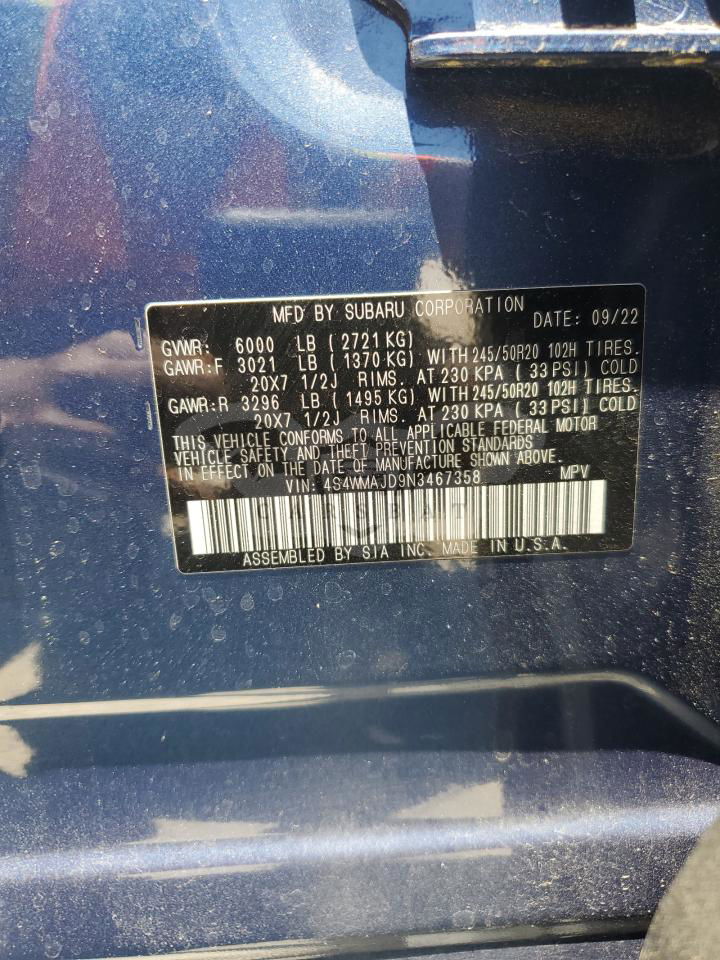 MFD BY SUBARU CORPORATION
DATE: 09/22
GVWR: 6000 LB ( 2721 KG)
GAWR:F 3021 LB ( 1370 KG) WITH 245/50R20 102H TIRES.
20X7 1/2J RIMS. AT 230 KPA ( 33 PSI) COLD
GAWR:R 3296 LB ( 1495 KG) WITH 245/50R20 102H TIRES.
20X7 1/2J RIMS. AT 230 KPA ( 33 PSI) COLD
THIS VEHICLE CONFORMS TO ALL APPLICABLE FEDERAL MOTOR
VEHICLE SAFETY AND THEFT PREVENTION STANDARDS
IN EFFECT ON THE DATE OF MANUFACTURE SHOWN ABOVE.
VIN: 4S4WMAJD9N3467358 MPV
ASSEMBLED BY SIA INC. MADE IN U.S.A.